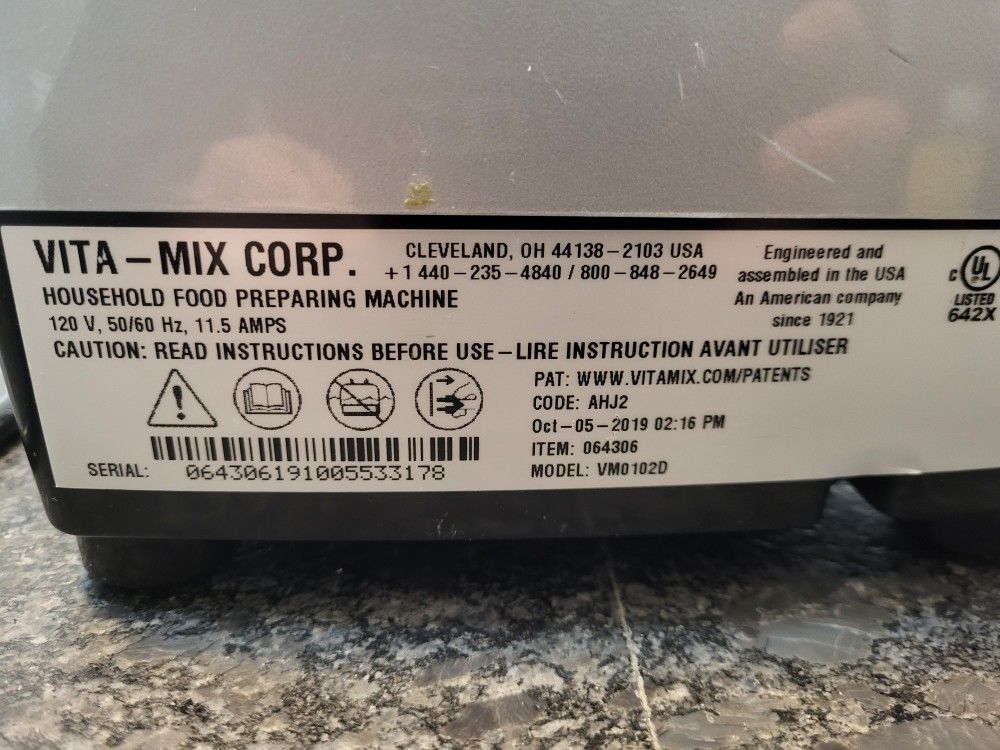 VITA-MIX CORP.
CLEVELAND, OH 44138-2103 USA
+1 440-235-4840 / 800-848-2649
HOUSEHOLD FOOD PREPARING MACHINE
120 V, 50/60 Hz, 11.5 AMPS
Engineered and
assembled in the USA
An American company
since 1921
C UL
LISTED
642X
CAUTION: READ INSTRUCTIONS BEFORE USE-LIRE INSTRUCTION AVANT UTILISER
PAT: WWW.VITAMIX.COM/PATENTS
CODE: AHJ2
Oct-05-2019 02:16 PM
ITEM: 064306
MODEL: VM0102D
SERIAL: 064306191005533178